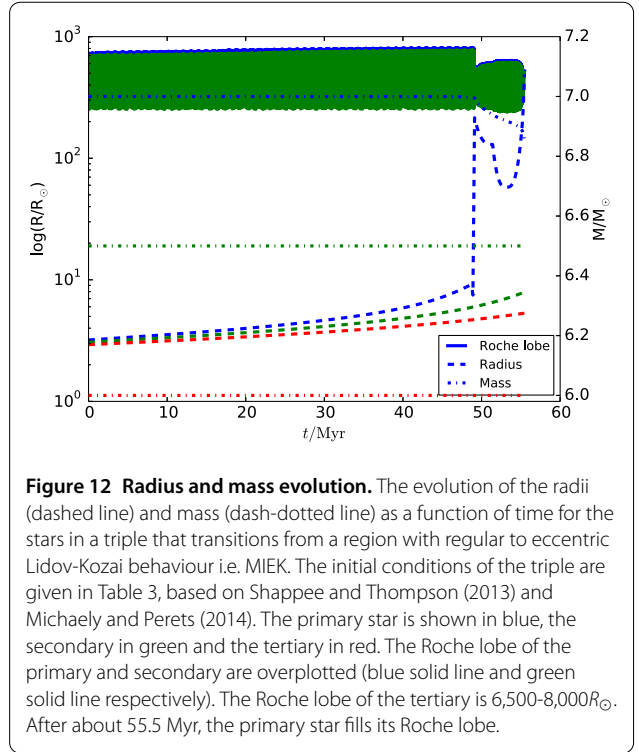 10³
10²
10¹
10⁰
log(R/R☉)
7.2
7.0
6.8
6.6
6.4
6.2
6.0
M/M☉
0
10
20
30
40
50
60
t/Myr
Roche lobe
Radius
Mass
Figure 12 Radius and mass evolution. The evolution of the radii
(dashed line) and mass (dash-dotted line) as a function of time for the
stars in a triple that transitions from a region with regular to eccentric
Lidov-Kozai behaviour i.e. MIEK. The initial conditions of the triple are
given in Table 3, based on Shappee and Thompson (2013) and
Michaely and Perets (2014). The primary star is shown in blue, the
secondary in green and the tertiary in red. The Roche lobe of the
primary and secondary are overplotted (blue solid line and green
solid line respectively). The Roche lobe of the tertiary is 6,500-8,000R☉.
After about 55.5 Myr, the primary star fills its Roche lobe.